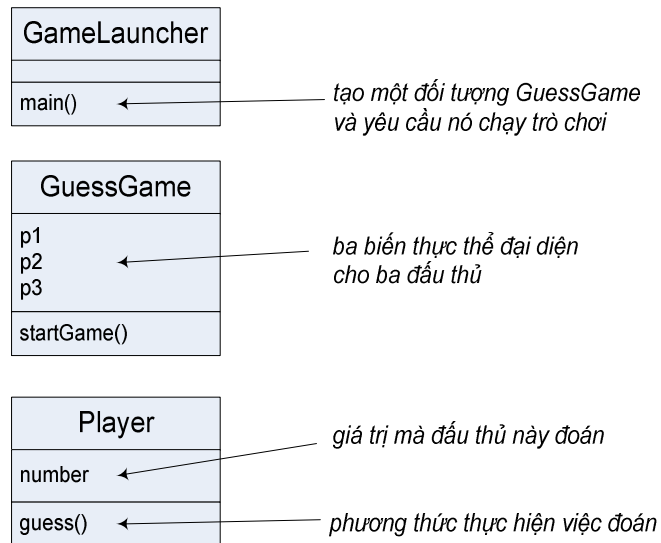 GameLauncher
main()
tạo một đối tượng GuessGame
và yêu cầu nó chạy trò chơi
GuessGame
p1
p2
p3
ba biến thực thể đại diện
cho ba đấu thủ
startGame()
Player
number
giá trị mà đấu thủ này đoán
guess()
phương thức thực hiện việc đoán